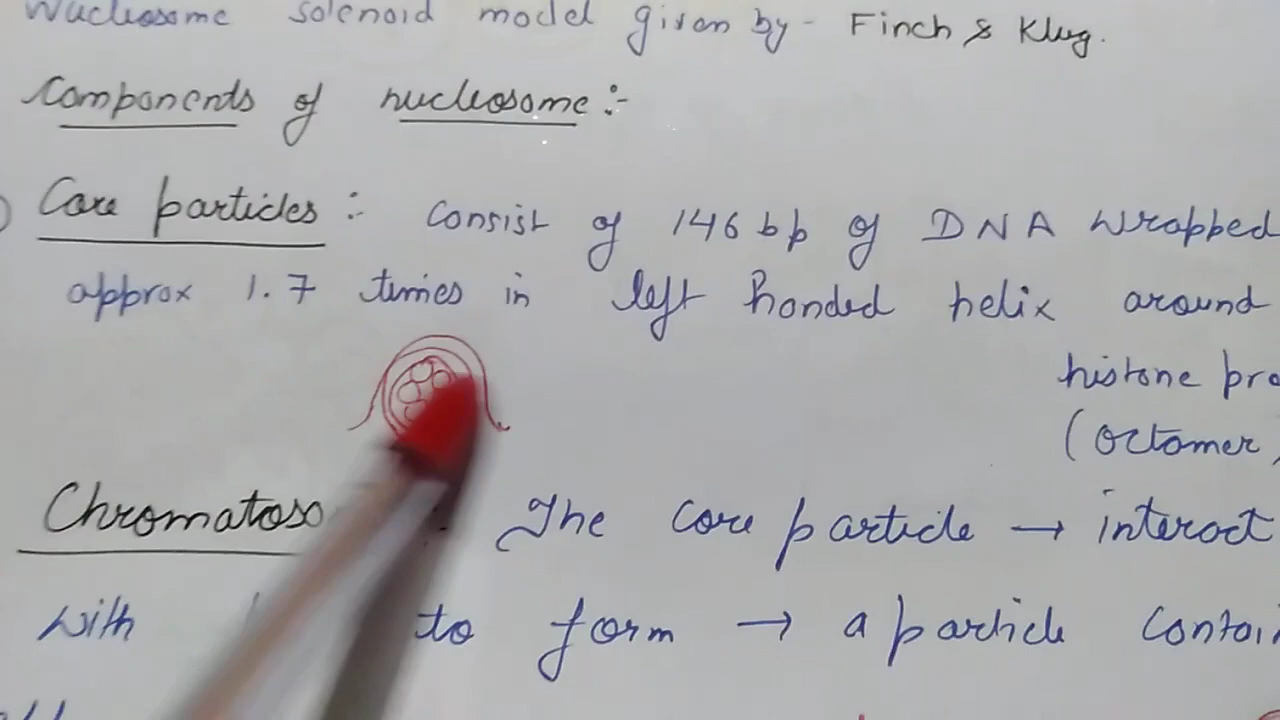 Nucleosome solenoid model given by - Finch & Klug.
Components of nucleosome :-
Core particles :- Consist of 146 bp of DNA wrapped
approx 1.7 times in left handed helix around
histone pro
(Octamer
Chromatoso : The core particle → interact
with to form → a particle contai